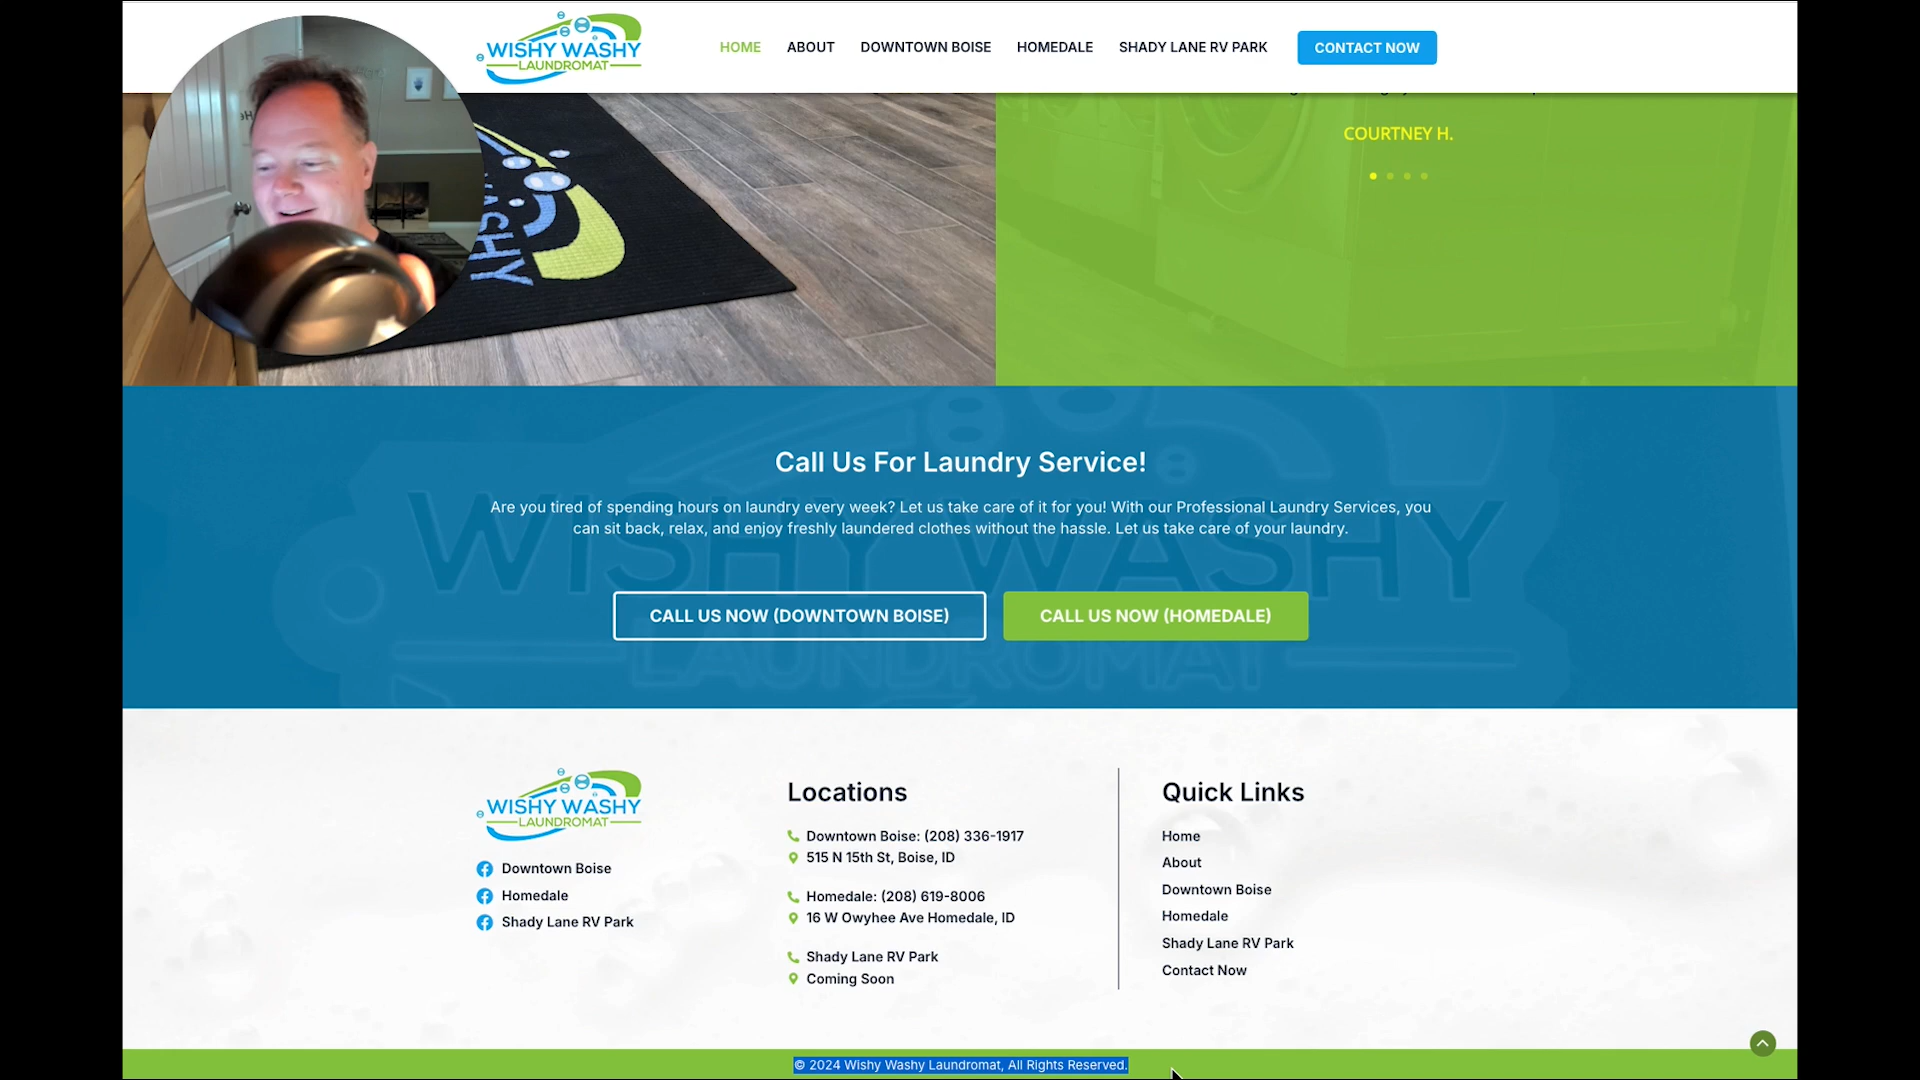 WISHY WASHY
LAUNDROMAT
HOME
ABOUT
DOWNTOWN BOISE
HOMEDALE
SHADY LANE RV PARK
CONTACT NOW
COURTNEY H.
Call Us For Laundry Service!
Are you tired of spending hours on laundry every week? Let us take care of it for you! With our Professional Laundry Services, you
can sit back, relax, and enjoy freshly laundered clothes without the hassle. Let us take care of your laundry.
WISHY WASHY
LAUNDROMAT
CALL US NOW (DOWNTOWN BOISE)
CALL US NOW (HOMEDALE)
WISHY WASHY
LAUNDROMAT
Downtown Boise
Homedale
Shady Lane RV Park
Locations
Downtown Boise: (208) 336-1917
515 N 15th St, Boise, ID
Homedale: (208) 619-8006
16 W Owyhee Ave Homedale, ID
Shady Lane RV Park
Coming Soon
Quick Links
Home
About
Downtown Boise
Homedale
Shady Lane RV Park
Contact Now
© 2024 Wishy Washy Laundromat, All Rights Reserved.